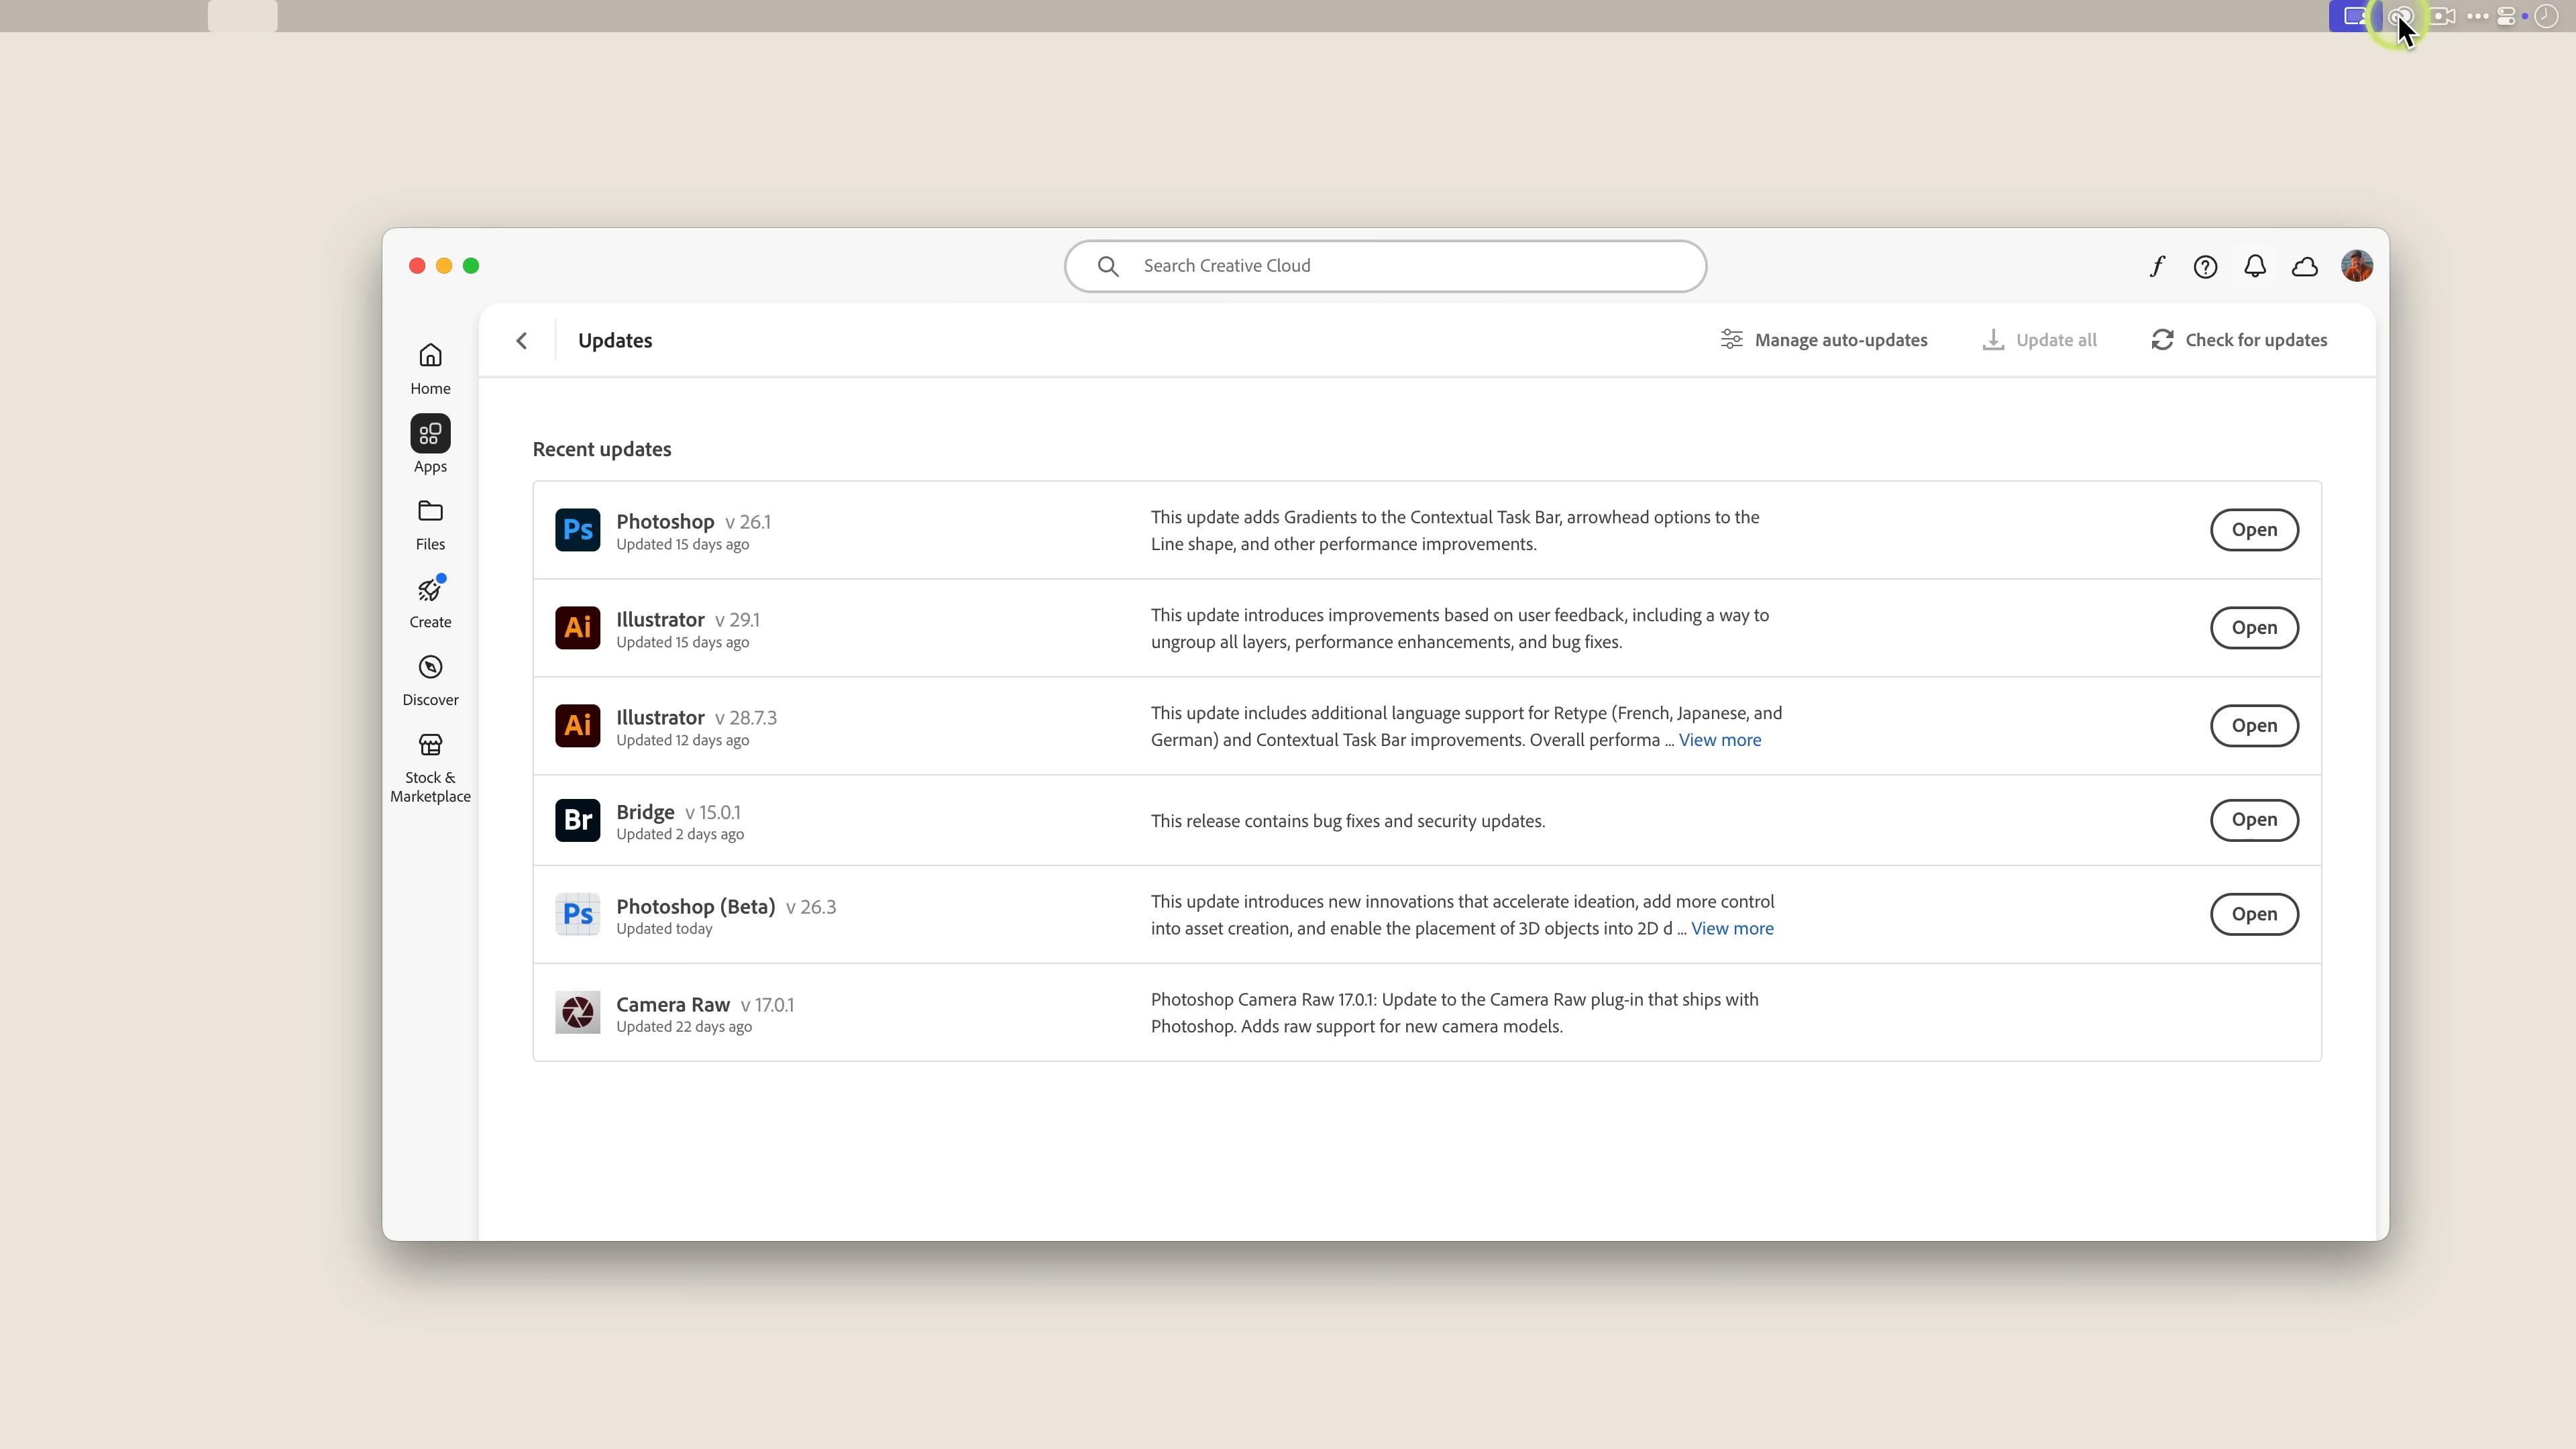 Search Creative Cloud
Updates
Manage auto-updates
Update all
Check for updates
Home
Apps
Files
Create
Discover
Stock &
Marketplace
Recent updates
Ps
Photoshop v 26.1
Updated 15 days ago
This update adds Gradients to the Contextual Task Bar, arrowhead options to the
Line shape, and other performance improvements.
Open
Ai
Illustrator v 29.1
Updated 15 days ago
This update introduces improvements based on user feedback, including a way to
ungroup all layers, performance enhancements, and bug fixes.
Open
Ai
Illustrator v 28.7.3
Updated 12 days ago
This update includes additional language support for Retype (French, Japanese, and
German) and Contextual Task Bar improvements. Overall performa ... View more
Open
Br
Bridge v 15.0.1
Updated 2 days ago
This release contains bug fixes and security updates.
Open
Ps
Photoshop (Beta) v 26.3
Updated today
This update introduces new innovations that accelerate ideation, add more control
into asset creation, and enable the placement of 3D objects into 2D d ... View more
Open
Camera Raw v 17.0.1
Updated 22 days ago
Photoshop Camera Raw 17.0.1: Update to the Camera Raw plug-in that ships with
Photoshop. Adds raw support for new camera models.